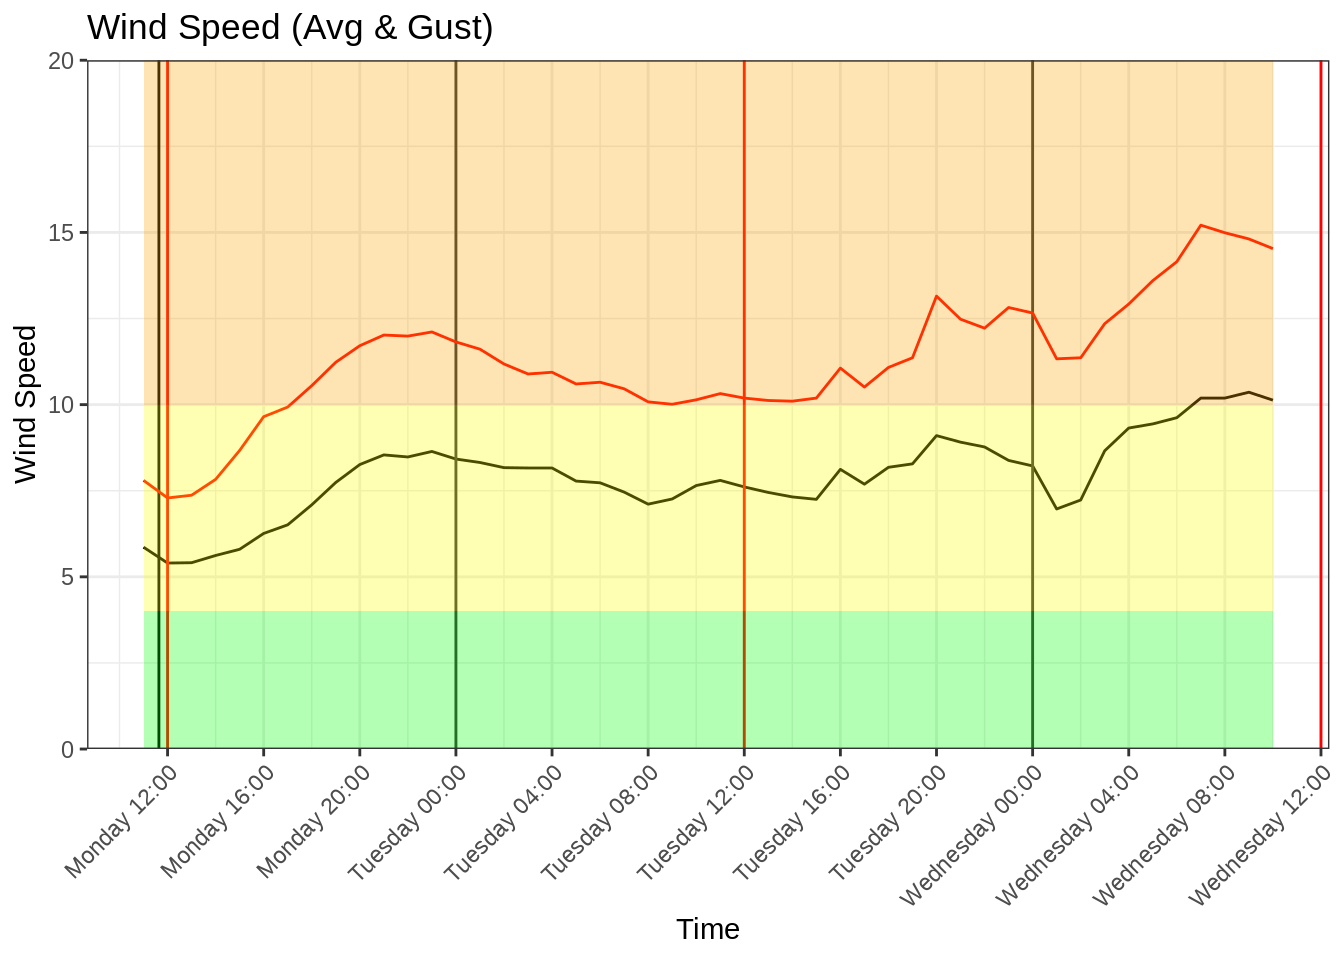 Wind Speed (Avg & Gust)
20
15
10
5
0
Wind Speed
Monday 12:00
Monday 16:00
Monday 20:00
Tuesday 00:00
Tuesday 04:00
Tuesday 08:00
Tuesday 12:00
Tuesday 16:00
Tuesday 20:00
Wednesday 00:00
Wednesday 04:00
Wednesday 08:00
Wednesday 12:00
Time